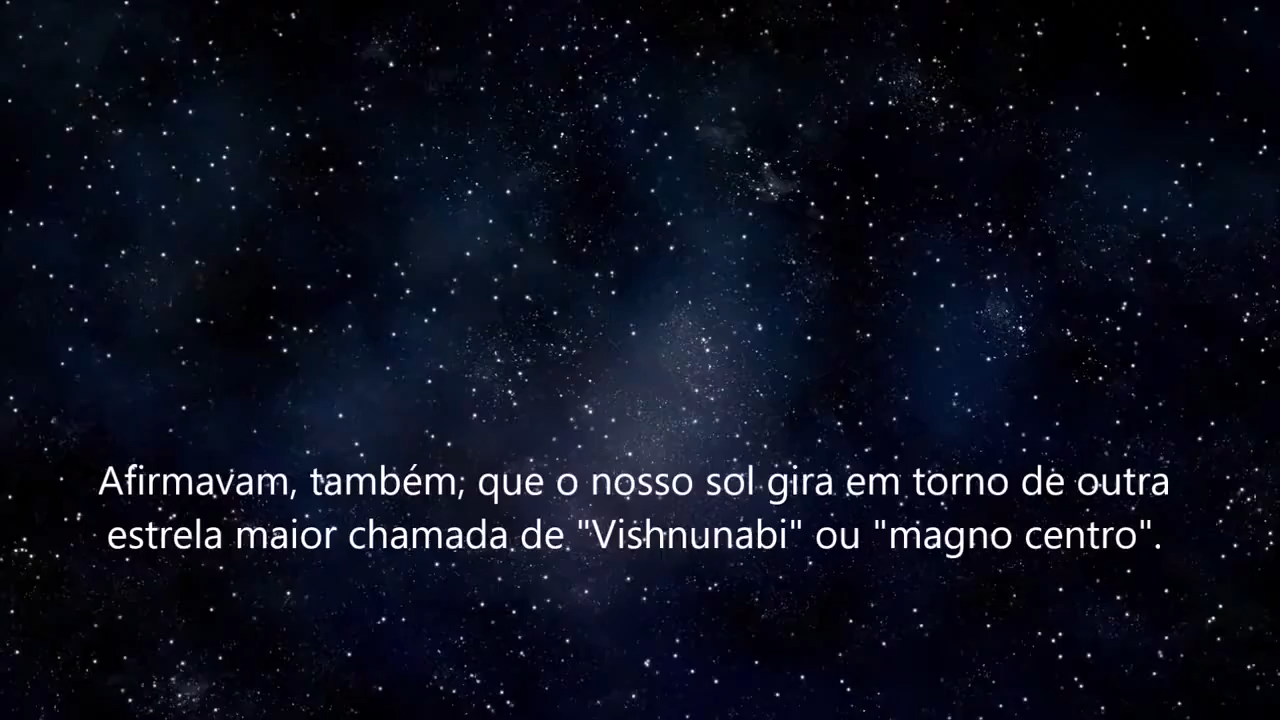 Afirmavam, também, que o nosso sol gira em torno de outra
estrela maior chamada de "Vishnunabi" ou "magno centro".